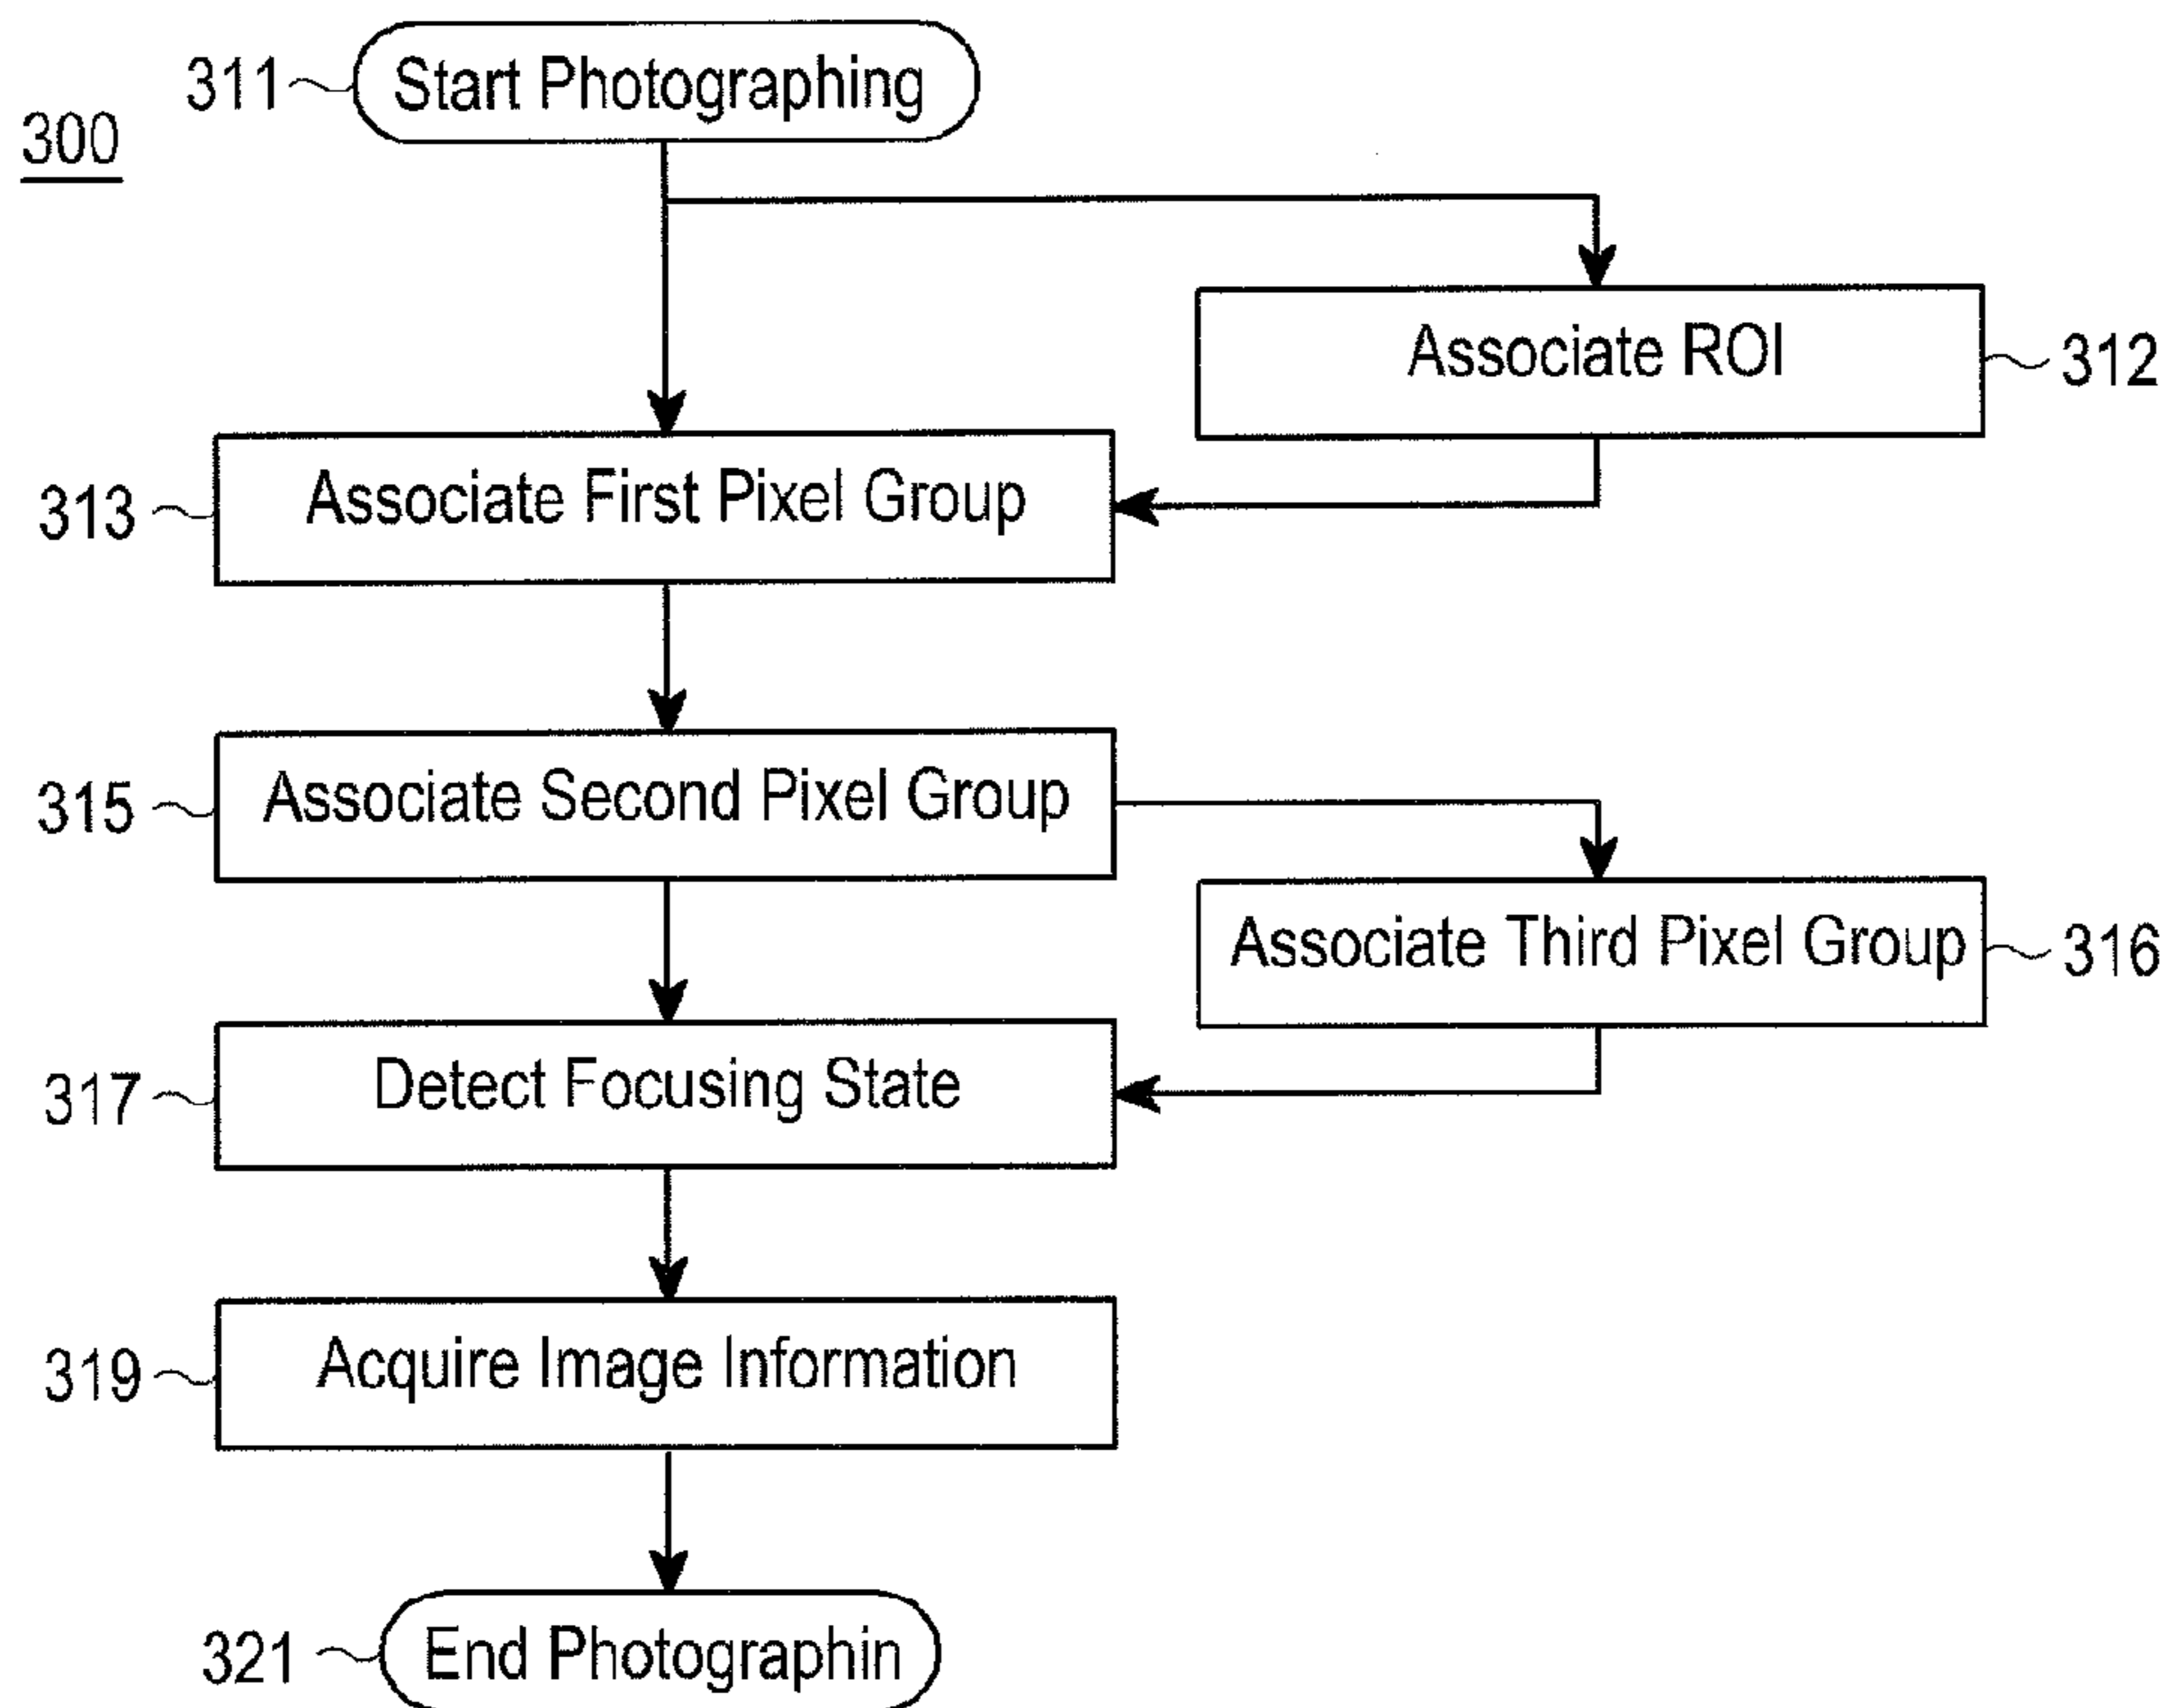 311
Start Photographing
300
Associate ROI
312
313
Associate First Pixel Group
315
Associate Second Pixel Group
Associate Third Pixel Group
316
317
Detect Focusing State
319
Acquire Image Information
321
End Photographin